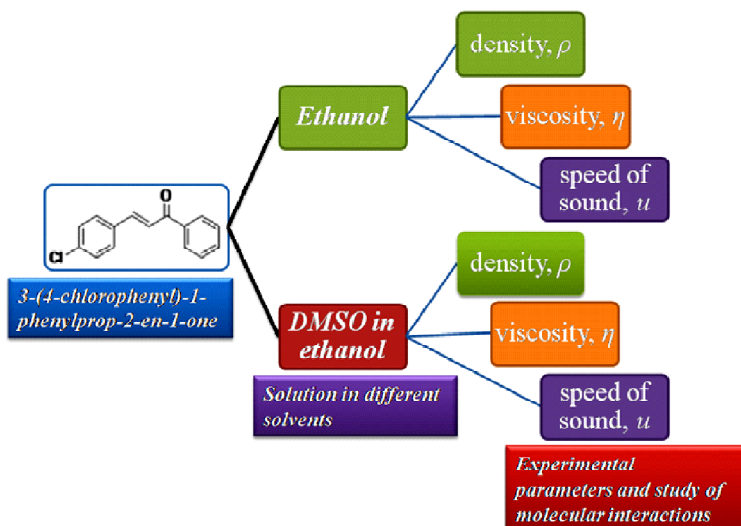 density, ρ
Ethanol
viscosity, η
speed of
sound, u
O
Cl
3-(4-chlorophenyl)-1-
phenylprop-2-en-1-one
density, ρ
DMSO in
ethanol
viscosity, η
Solution in different
solvents
speed of
sound, u
Experimental
parameters and study of
molecular interactions